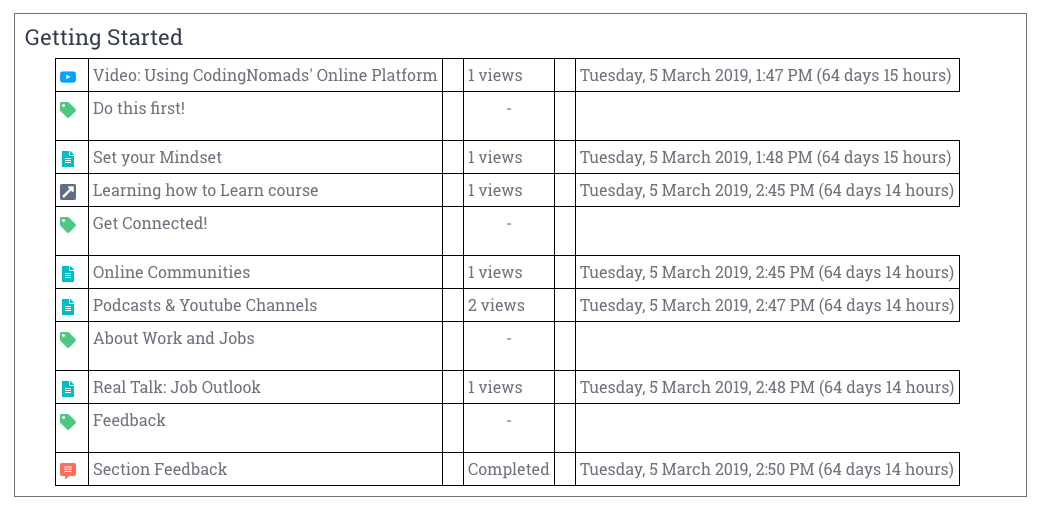 Getting Started
Video: Using CodingNomads' Online Platform 1 views Tuesday, 5 March 2019, 1:47 PM (64 days 15 hours)
Do this first! -
Set your Mindset 1 views Tuesday, 5 March 2019, 1:48 PM (64 days 15 hours)
Learning how to Learn course 1 views Tuesday, 5 March 2019, 2:45 PM (64 days 14 hours)
Get Connected! -
Online Communities 1 views Tuesday, 5 March 2019, 2:45 PM (64 days 14 hours)
Podcasts & Youtube Channels 2 views Tuesday, 5 March 2019, 2:47 PM (64 days 14 hours)
About Work and Jobs -
Real Talk: Job Outlook 1 views Tuesday, 5 March 2019, 2:48 PM (64 days 14 hours)
Feedback -
Section Feedback Completed Tuesday, 5 March 2019, 2:50 PM (64 days 14 hours)